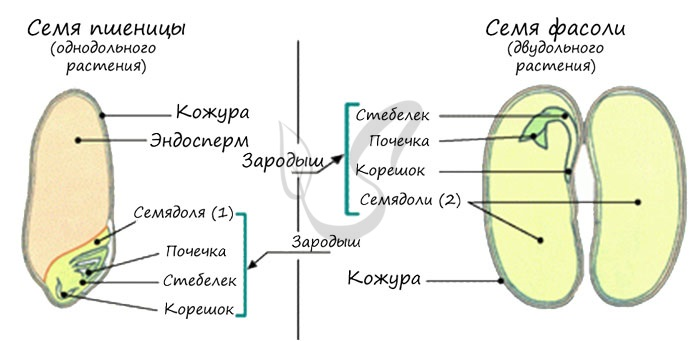 Семя пшеницы
(однодольного
растения)
Кожура
Эндосперм
Семядоля (1)
Почечка
Стебелек
Корешок
Зародыш
Семя фасоли
(двудольного
растения)
Зародыш
Стебелек
Почечка
Корешок
Семядоли (2)
Кожура